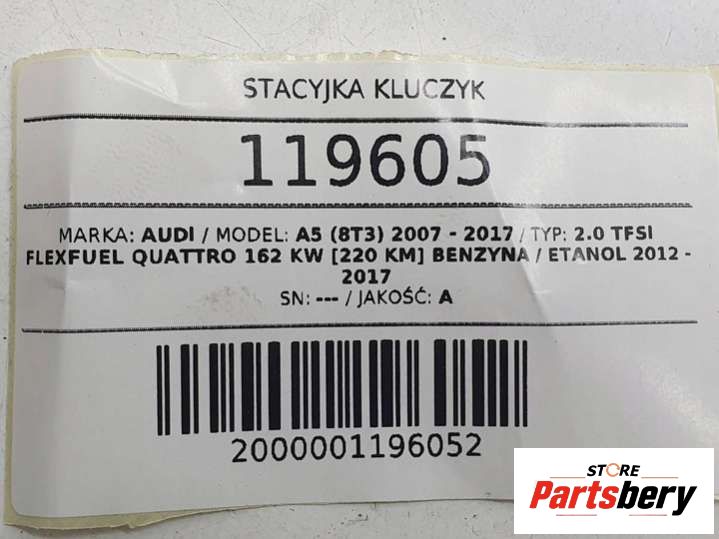 STACYJKA KLUCZYK
119605
MARKA: AUDI / MODEL: A5 (8T3) 2007 - 2017 / TYP: 2.0 TFSI
FLEXFUEL QUATTRO 162 KW [220 KM] BENZYNA / ETANOL 2012 -
2017
SN: --- / JAKOŚĆ: A
2000001196052
STORE
Partsbery